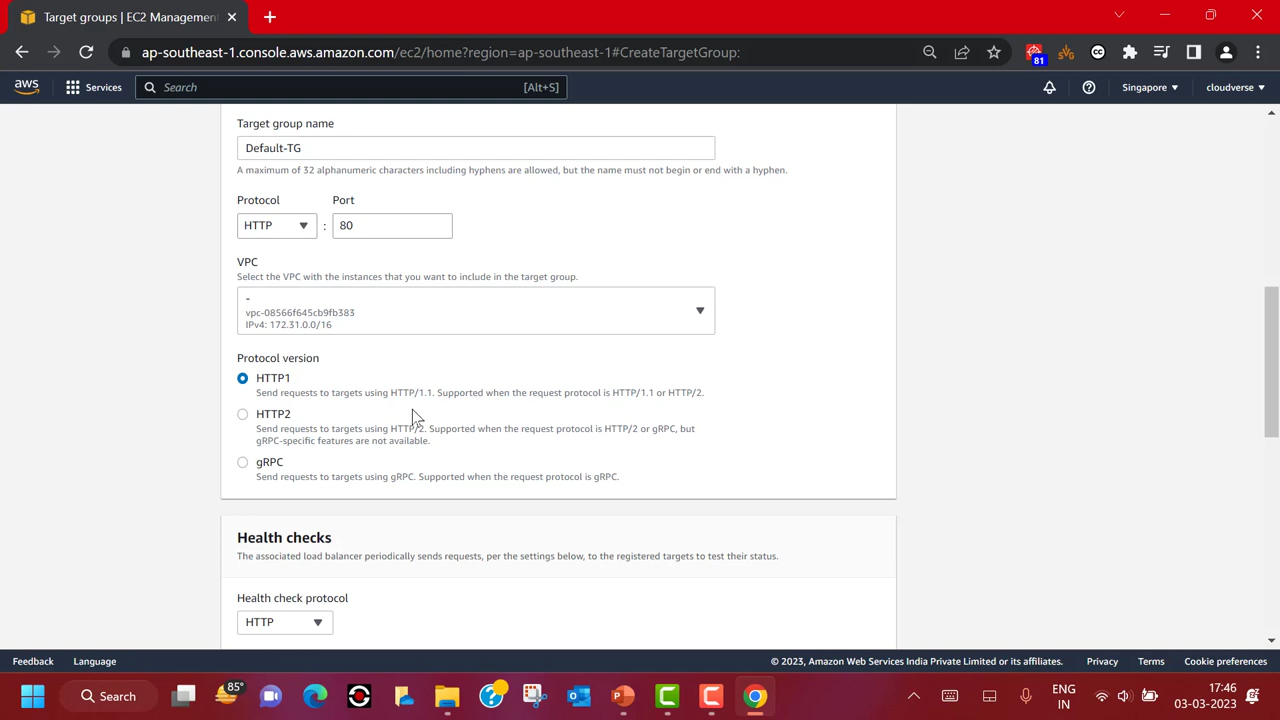 Target groups | EC2 Managemen
ap-southeast-1.console.aws.amazon.com/ec2/home?region=ap-southeast-1#CreateTargetGroup:
81
SVG
CC
aws
Services
Search
[Alt+S]
Singapore
cloudverse
Target group name
Default-TG
A maximum of 32 alphanumeric characters including hyphens are allowed, but the name must not begin or end with a hyphen.
Protocol
Port
HTTP
:
80
VPC
Select the VPC with the instances that you want to include in the target group.
-
vpc-08566f645cb9fb383
IPv4: 172.31.0.0/16
Protocol version
HTTP1
Send requests to targets using HTTP/1.1. Supported when the request protocol is HTTP/1.1 or HTTP/2.
HTTP2
Send requests to targets using HTTP/2. Supported when the request protocol is HTTP/2 or gRPC, but
gRPC-specific features are not available.
gRPC
Send requests to targets using gRPC. Supported when the request protocol is gRPC.
Health checks
The associated load balancer periodically sends requests, per the settings below, to the registered targets to test their status.
Health check protocol
HTTP
Feedback
Language
© 2023, Amazon Web Services India Private Limited or its affiliates.
Privacy
Terms
Cookie preferences
Search
85°
ENG
IN
17:46
03-03-2023